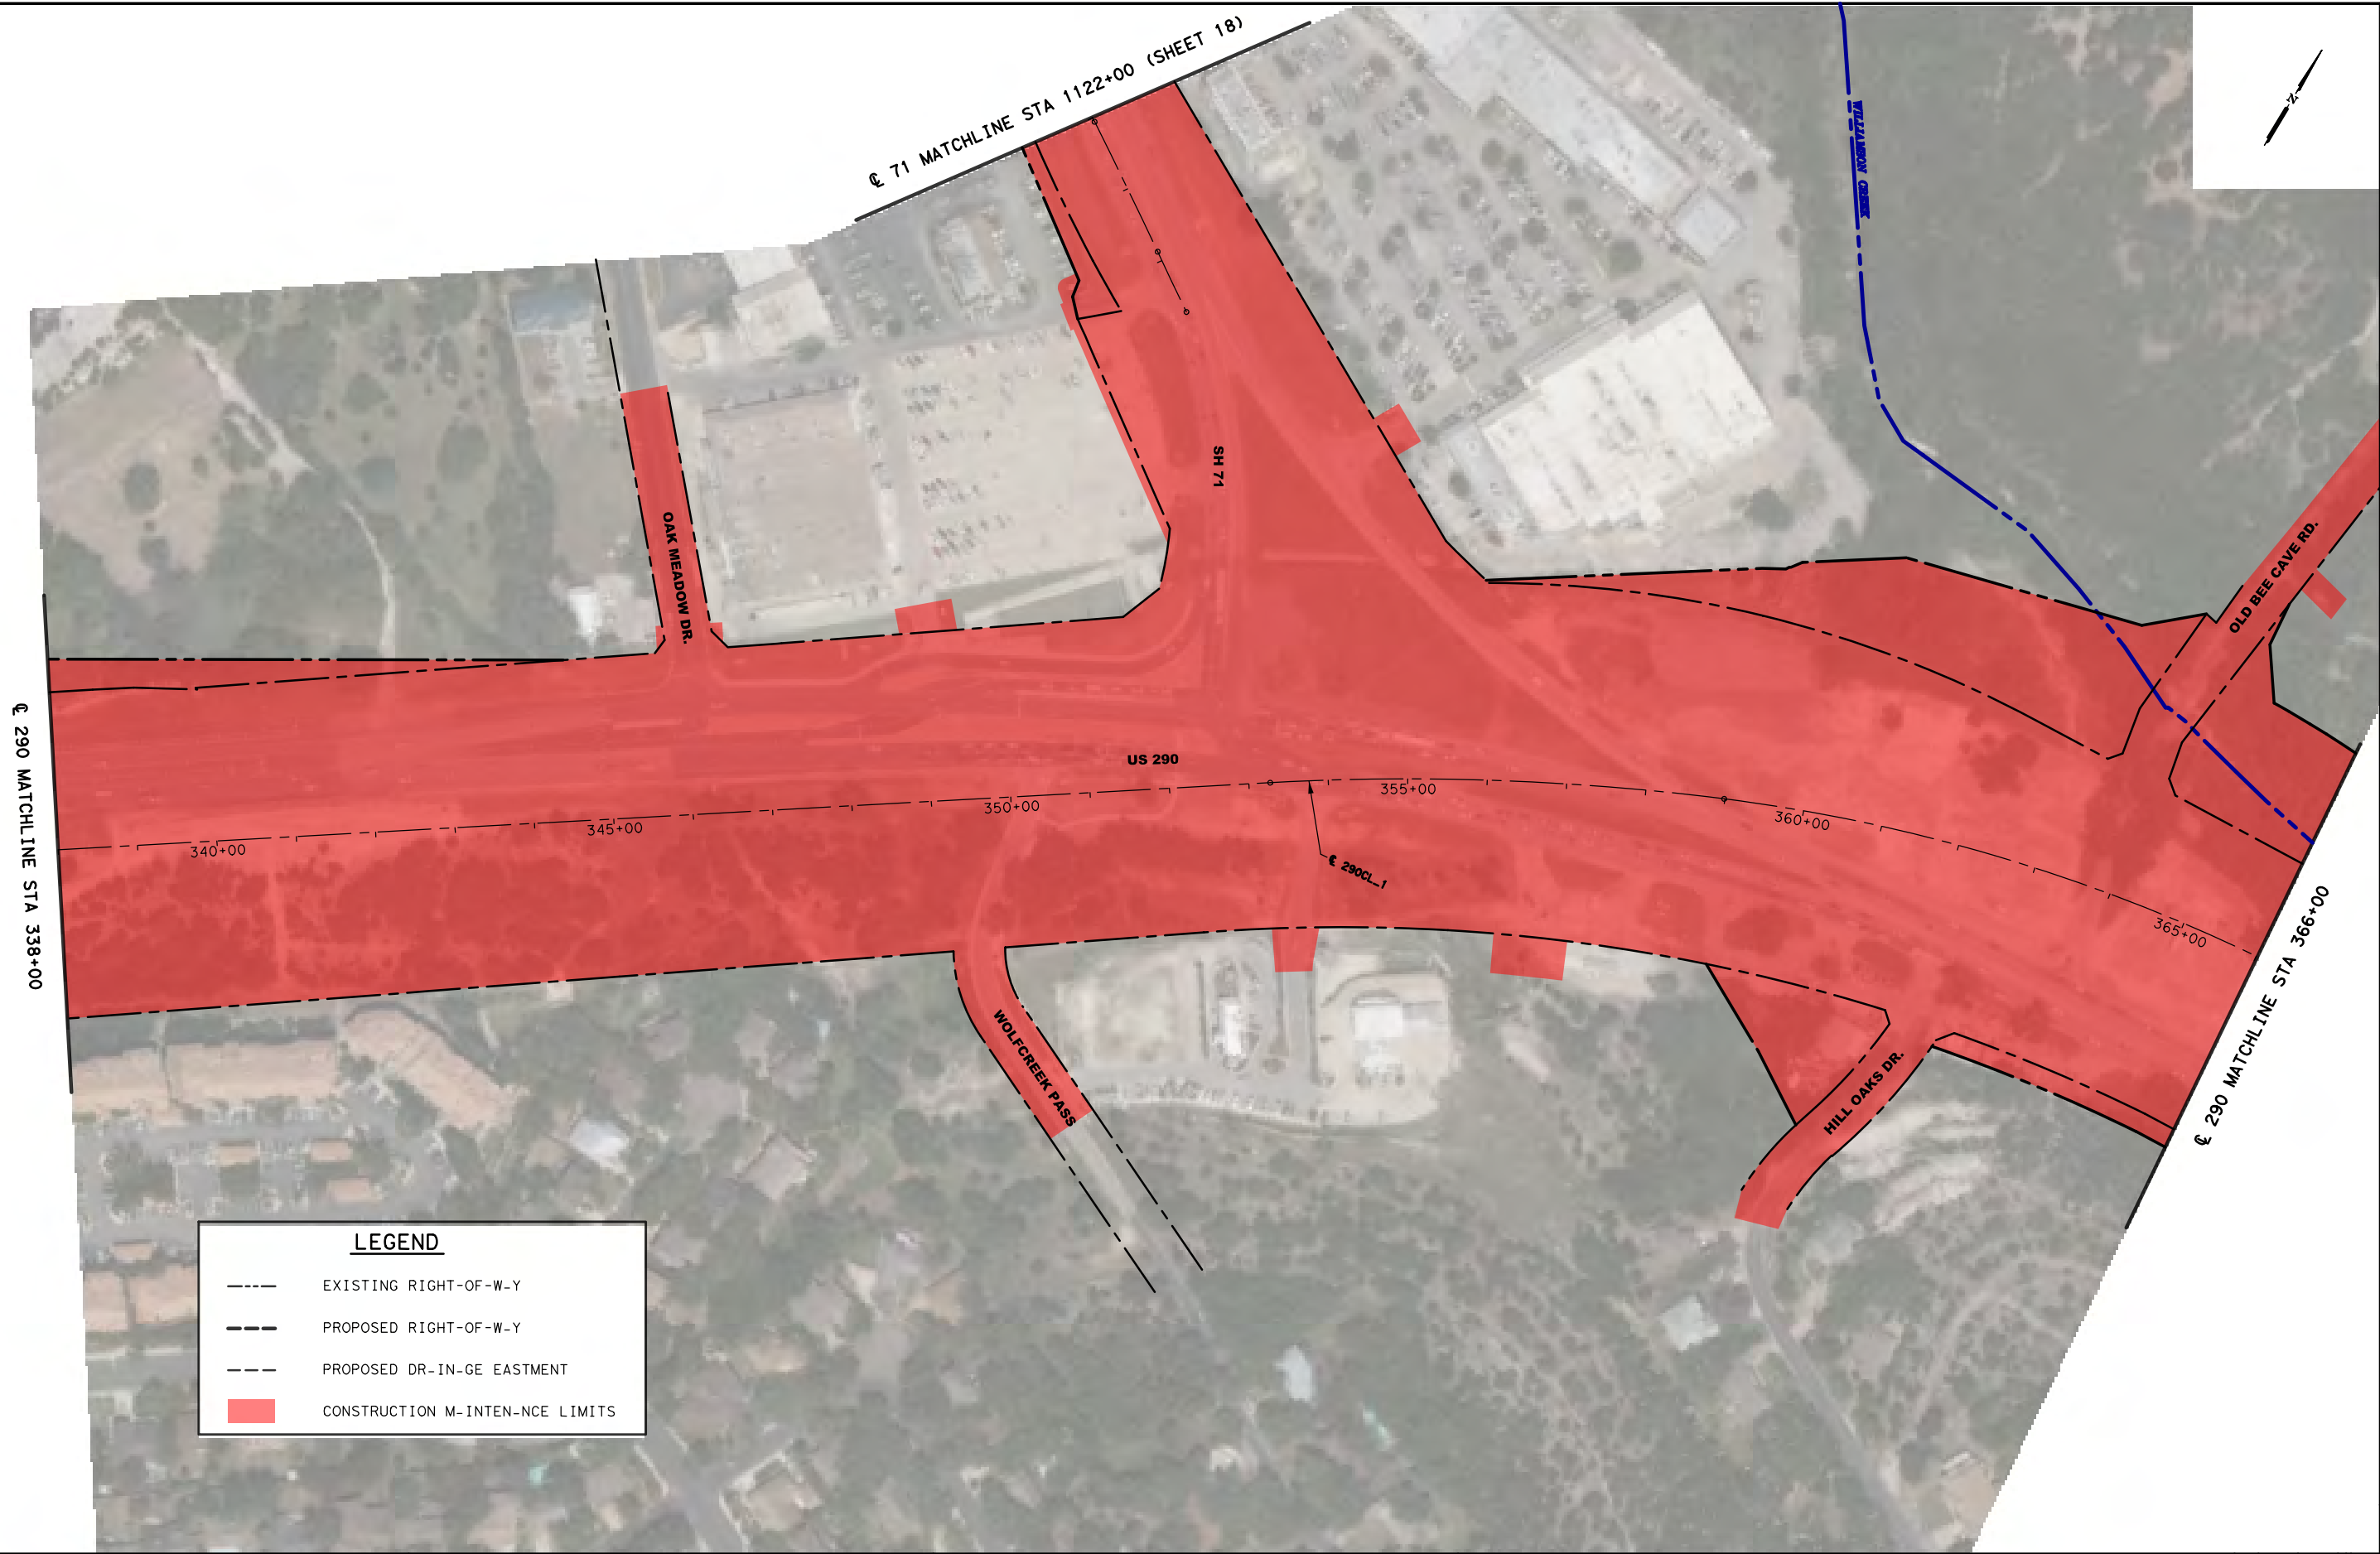 ℄ 71 MATCHLINE STA 1122+00 (SHEET 18)
N
WILLIAMSON CREEK
OAK MEADOW DR.
SH 71
OLD BEE CAVE RD.
℄ 290 MATCHLINE STA 338+00
US 290
340+00
345+00
350+00
355+00
360+00
365+00
℄ 290CL_1
℄ 290 MATCHLINE STA 366+00
WOLFCREEK PASS
HILL OAKS DR.
LEGEND
EXISTING RIGHT-OF-W-Y
PROPOSED RIGHT-OF-W-Y
PROPOSED DR-IN-GE EASTMENT
CONSTRUCTION M-INTEN-NCE LIMITS